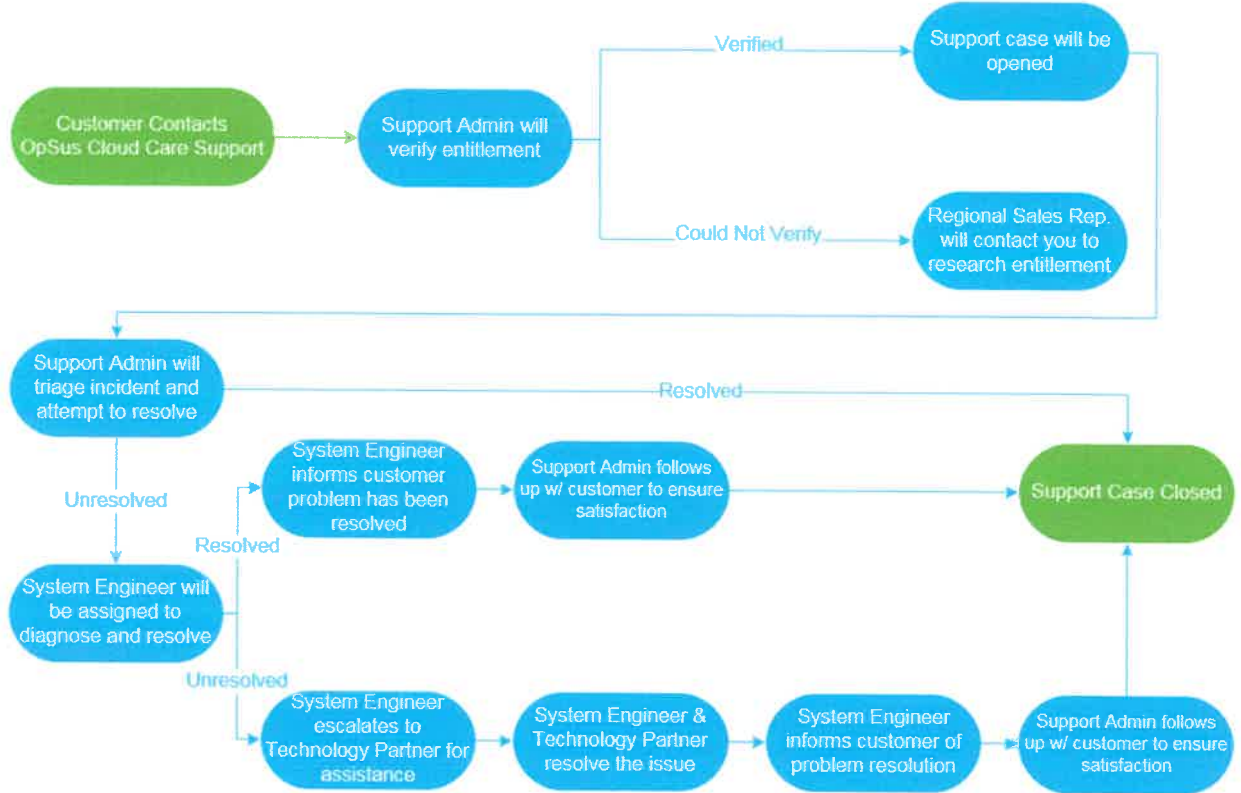 Verified
Support case will be
opened
Customer Contacts
OpSus Cloud Care Support
Support Admin will
verify entitlement
Could Not Verify
Regional Sales Rep.
will contact you to
research entitlement
Support Admin will
triage incident and
attempt to resolve
Resolved
Unresolved
System Engineer
informs customer
problem has been
resolved
Support Admin follows
up w/ customer to ensure
satisfaction
Support Case Closed
Resolved
System Engineer will
be assigned to
diagnose and resolve
Unresolved
System Engineer
escalates to
Technology Partner for
assistance
System Engineer &
Technology Partner
resolve the issue
System Engineer
informs customer of
problem resolution
Support Admin follows
up w/ customer to ensure
satisfaction